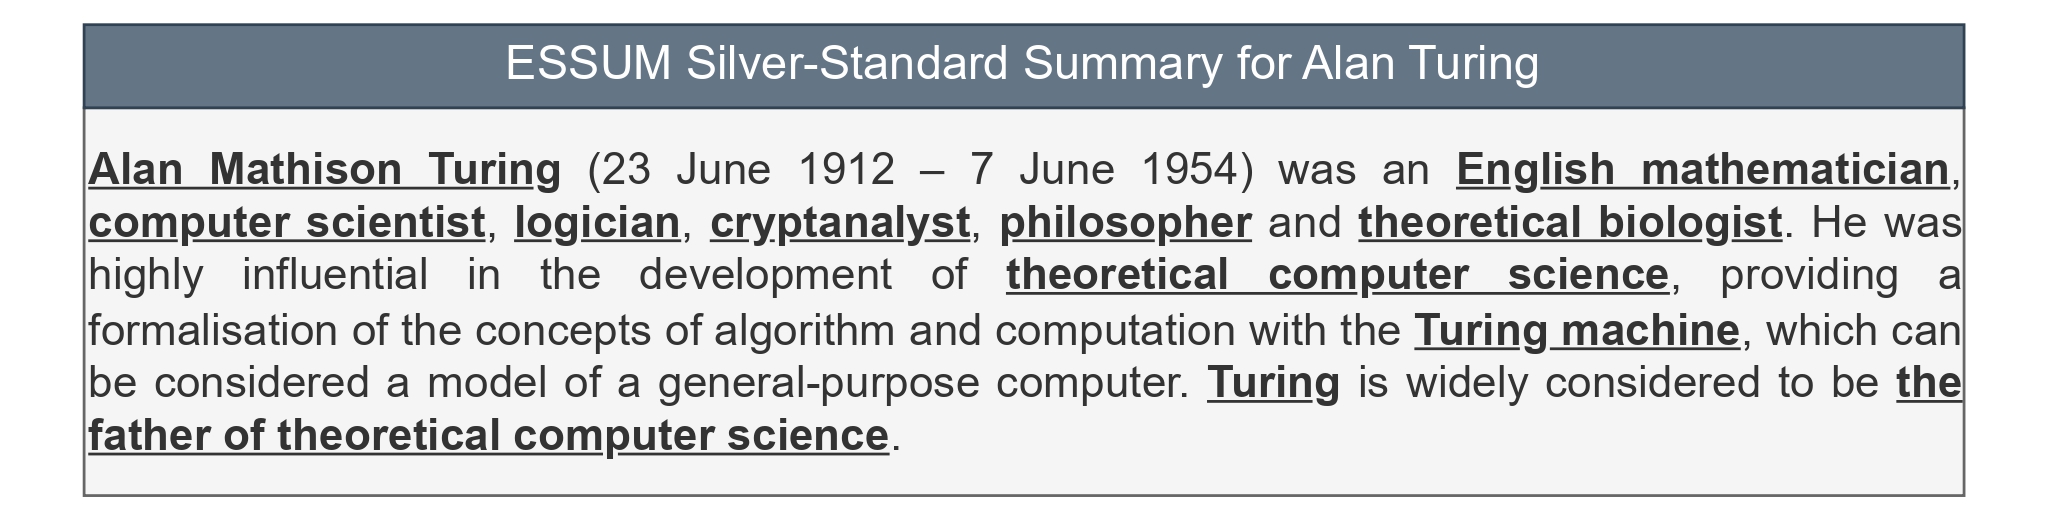 ESSUM Silver-Standard Summary for Alan Turing
Alan Mathison Turing (23 June 1912 – 7 June 1954) was an English mathematician,
computer scientist, logician, cryptanalyst, philosopher and theoretical biologist. He was
highly influential in the development of theoretical computer science, providing a
formalisation of the concepts of algorithm and computation with the Turing machine, which can
be considered a model of a general-purpose computer. Turing is widely considered to be the
father of theoretical computer science.